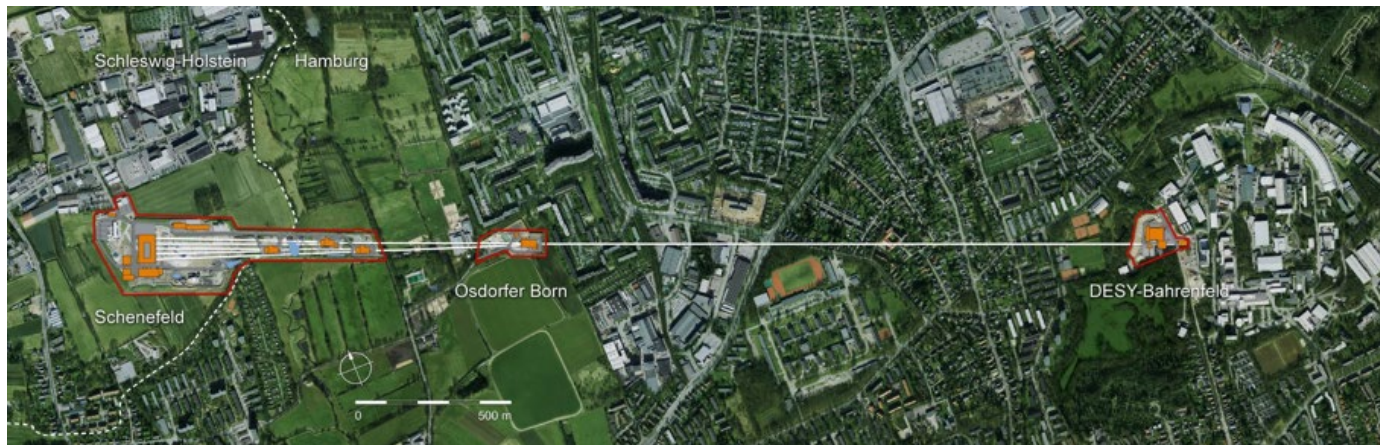 Schleswig-Holstein
Hamburg
Osdorfer Born
DESY-Bahrenfeld
Schenefeld
0 500 m